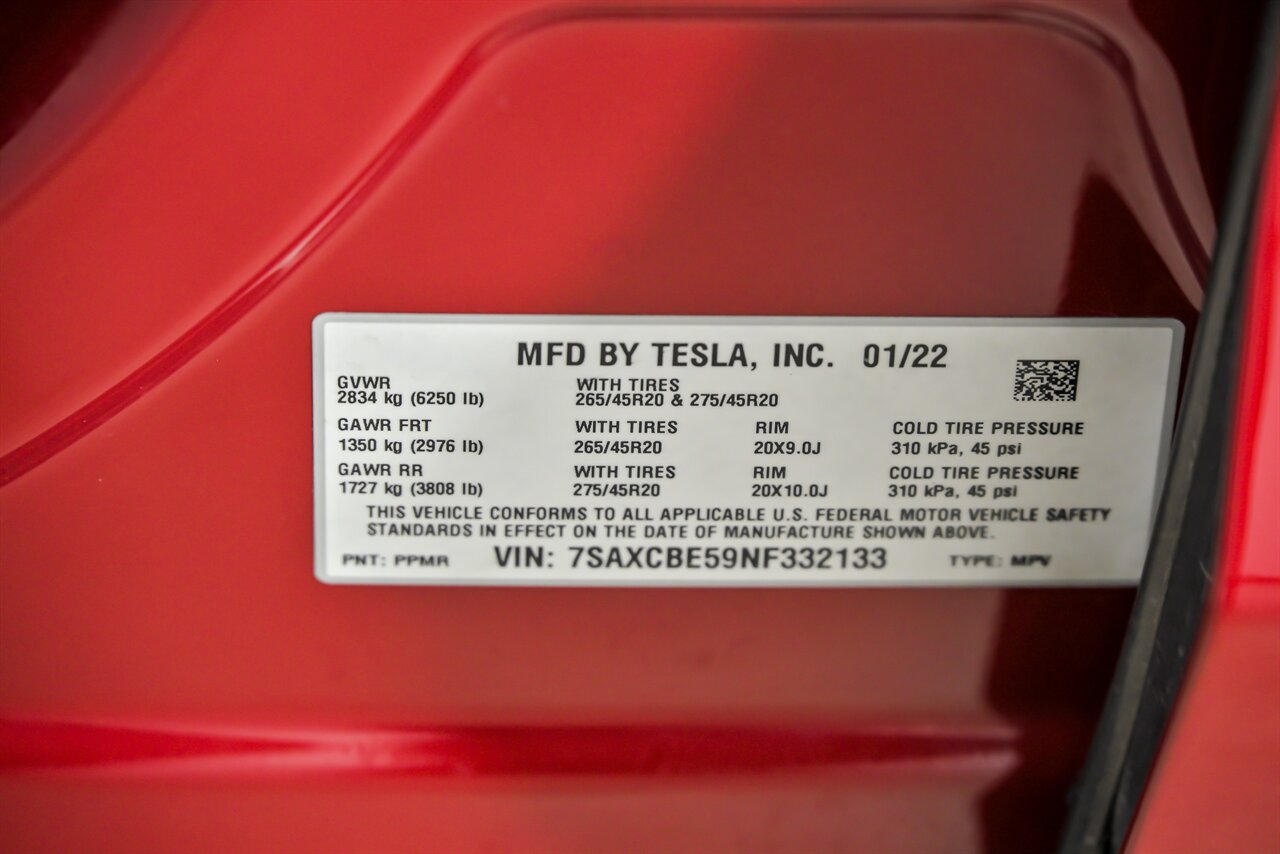 MFD BY TESLA, INC. 01/22
GVWR WITH TIRES
2834 kg (6250 lb) 265/45R20 & 275/45R20
GAWR FRT WITH TIRES RIM COLD TIRE PRESSURE
1350 kg (2976 lb) 265/45R20 20X9.0J 310 kPa, 45 psi
GAWR RR WITH TIRES RIM COLD TIRE PRESSURE
1727 kg (3808 lb) 275/45R20 20X10.0J 310 kPa, 45 psi
THIS VEHICLE CONFORMS TO ALL APPLICABLE U.S. FEDERAL MOTOR VEHICLE SAFETY
STANDARDS IN EFFECT ON THE DATE OF MANUFACTURE SHOWN ABOVE.
PNT: PPMR VIN: 7SAXCBE59NF332133 TYPE: MPV